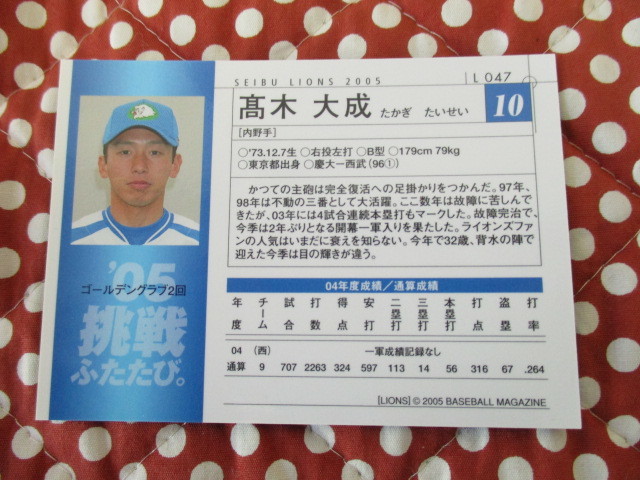 SEIBU LIONS 2005
L 047
髙木 大成 たかぎ たいせい
10
[内野手]
○'73.12.7生 ○右投左打 ○B型 ○179cm 79kg
○東京都出身 ○慶大ー西武(96①)
かつての主砲は完全復活への足掛かりをつかんだ。97年、
98年は不動の三番として大活躍。ここ数年は故障に苦しんで
きたが、03年には4試合連続本塁打もマークした。故障完治で、
今季は2年ぶりとなる開幕一軍入りを果たした。ライオンズファ
ンの人気はいまだに衰えを知らない。今年で32歳、背水の陣で
迎えた今季は目の輝きが違う。
'05
ゴールデングラブ2回
挑戦
ふたたび。
04年度成績/通算成績
年度 チーム 試合 打数 得点 安打 二塁打 三塁打 本塁打 打点 盗塁 打率
04 (西) 一軍成績記録なし
通算 9 707 2263 324 597 113 14 56 316 67 .264
[LIONS] © 2005 BASEBALL MAGAZINE